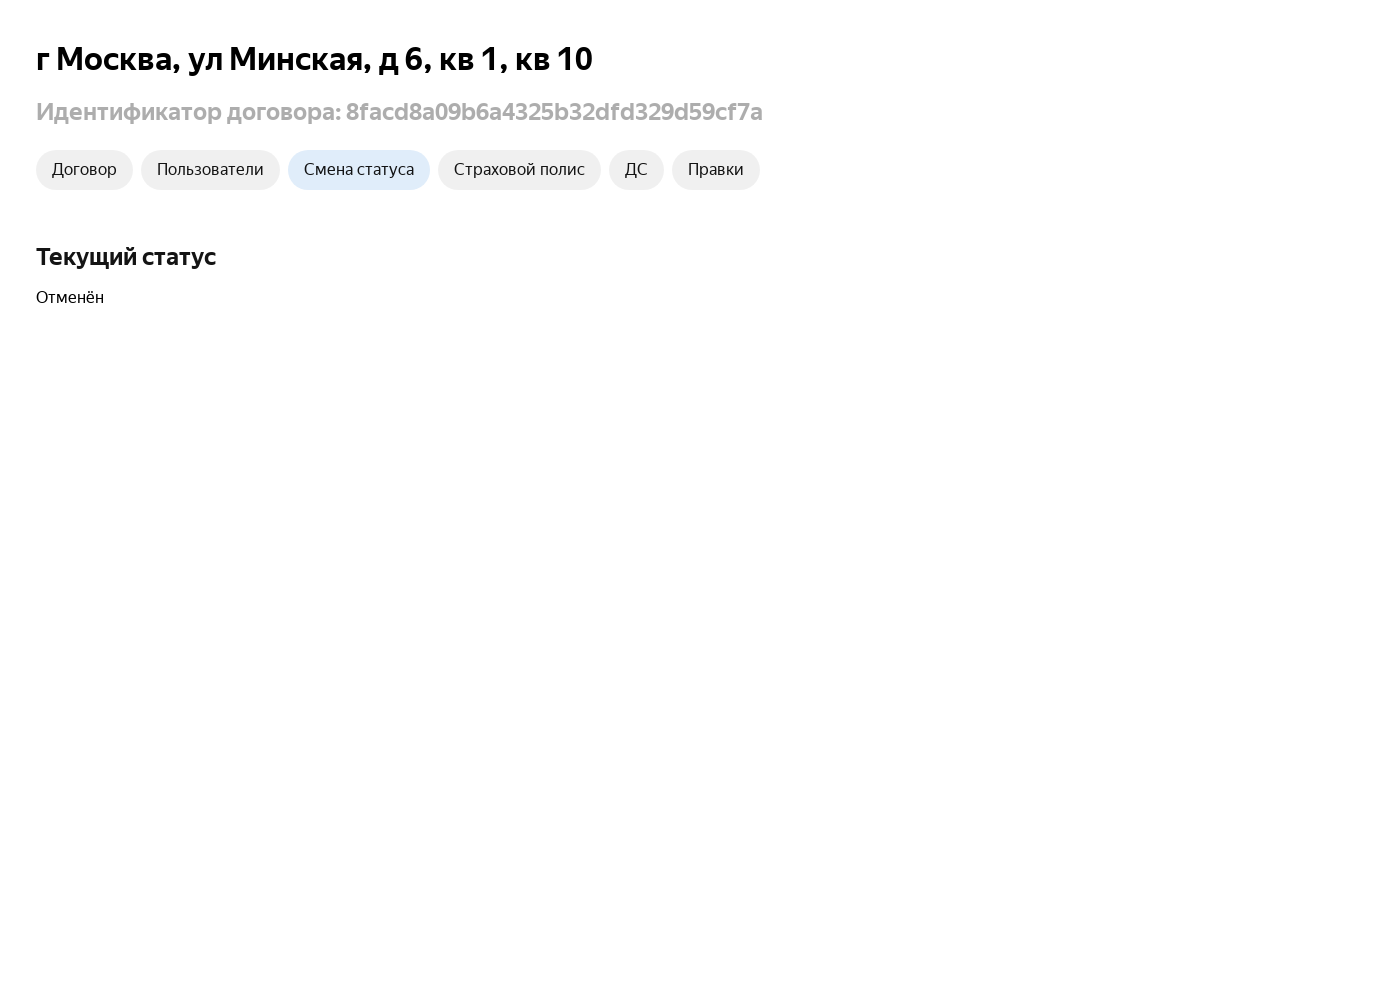 г Москва, ул Минская, д 6, кв 1, кв 10
Идентификатор договора: 8facd8a09b6a4325b32dfd329d59cf7a
Договор Пользователи Смена статуса Страховой полис ДС Правки
Текущий статус
Отменён